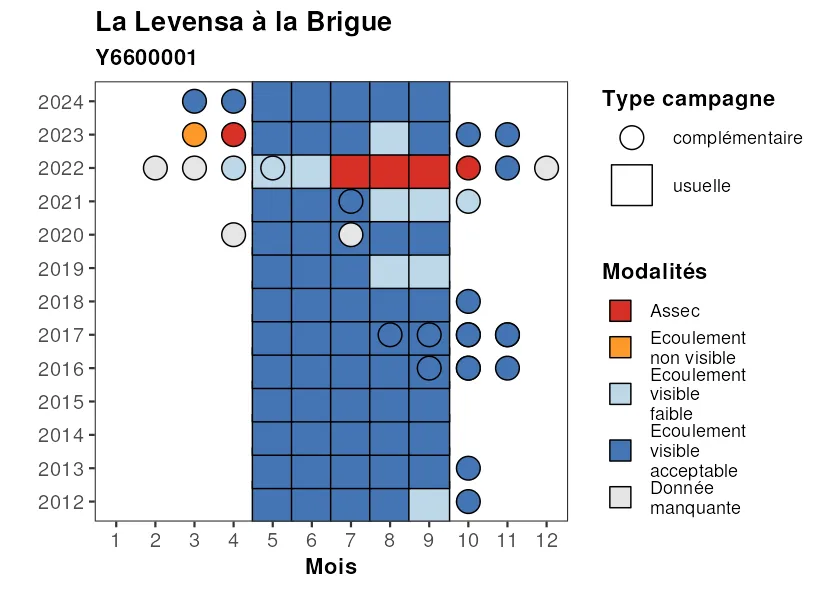 La Levensa à la Brigue
Y6600001
2024
2023
2022
2021
2020
2019
2018
2017
2016
2015
2014
2013
2012
1 2 3 4 5 6 7 8 9 10 11 12
Mois
Type campagne
complémentaire
usuelle
Modalités
Assec
Ecoulement
non visible
Ecoulement
visible
faible
Ecoulement
visible
acceptable
Donnée
manquante